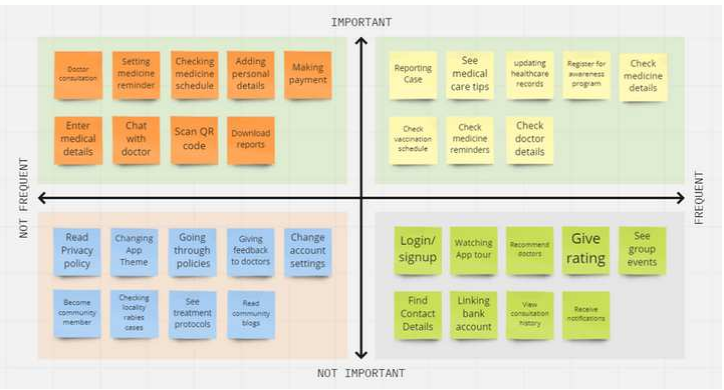 IMPORTANT
Doctor
consultation
Setting
medicine
reminder
Checking
medicine
schedule
Adding
personal
details
Making
payment
Enter
medical
details
Chat
with
doctor
Scan QR
code
Download
reports
Reporting
Case
See
medical
care tips
updating
healthcare
records
Register for
awareness
program
Check
medicine
details
Check
vaccination
schedule
Check
medicine
reminders
Check
doctor
details
NOT FREQUENT
FREQUENT
Read
Privacy
policy
Changing
App
Theme
Going
through
policies
Giving
feedback
to doctors
Change
account
settings
Become
community
member
Checking
locality
rabies
cases
See
treatment
protocols
Read
community
blogs
Login/
signup
Watching
App tour
Recommend
doctors
Give
rating
See
group
events
Find
Contact
Details
Linking
bank
account
View
consultation
history
Receive
notifications
NOT IMPORTANT